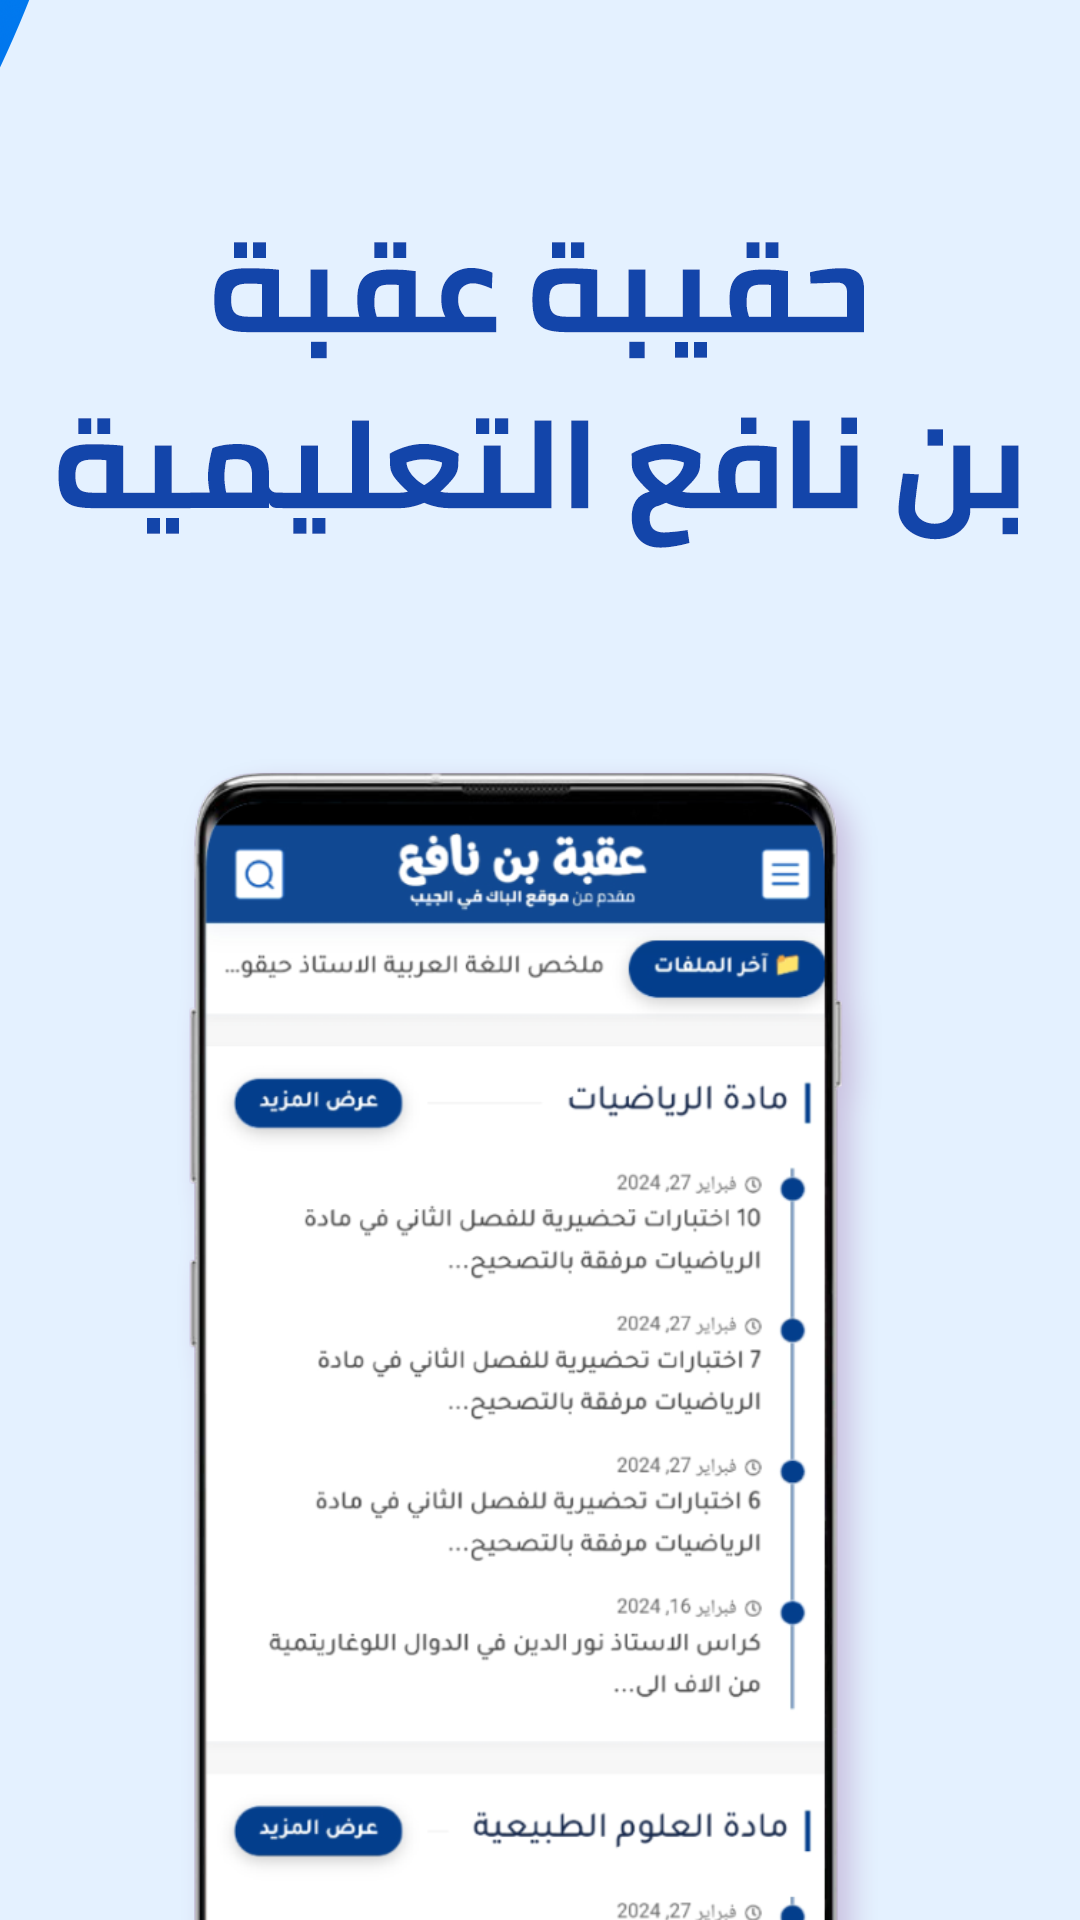 حقيبة عقبة
بن نافع التعليمية
عقبة بن نافع
مقدم من موقع الباك في الجيب
📁 آخر الملفات
ملخص اللغة العربية الاستاذ حيقو...
مادة الرياضيات
عرض المزيد
فبراير 27, 2024
10 اختبارات تحضيرية للفصل الثاني في مادة
الرياضيات مرفقة بالتصحيح...
فبراير 27, 2024
7 اختبارات تحضيرية للفصل الثاني في مادة
الرياضيات مرفقة بالتصحيح...
فبراير 27, 2024
6 اختبارات تحضيرية للفصل الثاني في مادة
الرياضيات مرفقة بالتصحيح...
فبراير 16, 2024
كراس الاستاذ نور الدين في الدوال اللوغاريتمية
من الاف الى...
مادة العلوم الطبيعية
عرض المزيد
فبراير 27, 2024